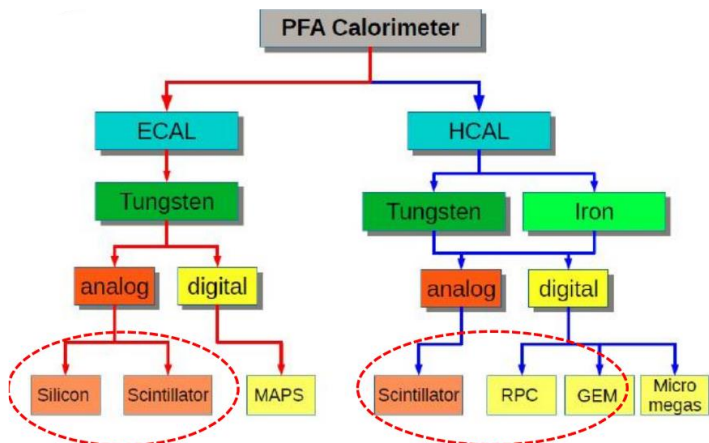 PFA Calorimeter
ECAL
HCAL
Tungsten
Tungsten
Iron
analog
digital
analog
digital
Silicon
Scintillator
MAPS
Scintillator
RPC
GEM
Micro
megas